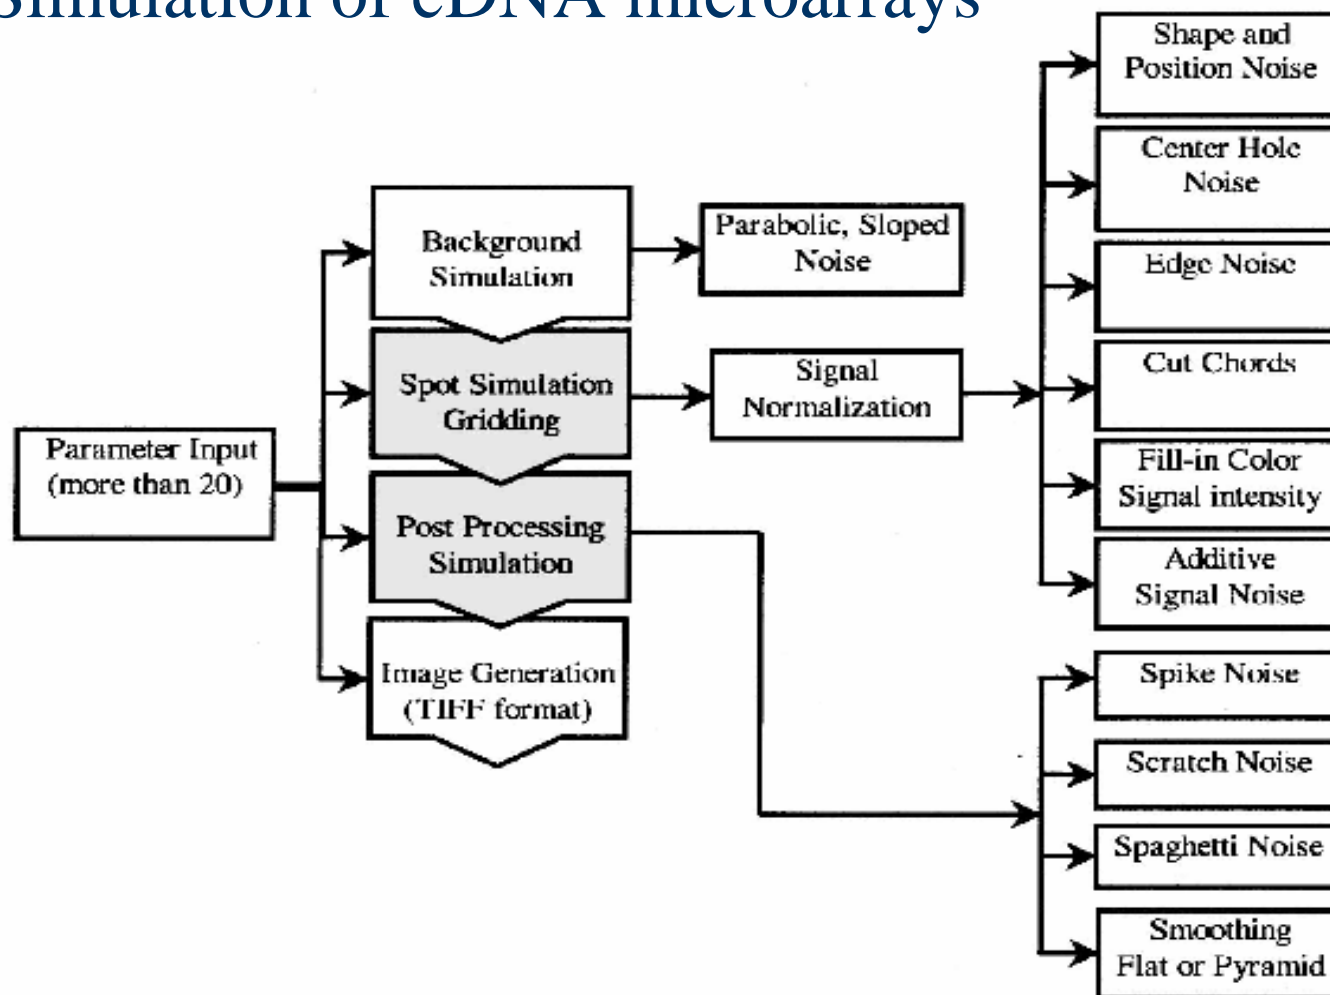 Simulation of cDNA microarrays
Shape and
Position Noise
Center Hole
Noise
Edge Noise
Cut Chords
Fill-in Color
Signal intensity
Additive
Signal Noise
Background
Simulation
Parabolic, Sloped
Noise
Spot Simulation
Gridding
Signal
Normalization
Parameter Input
(more than 20)
Post Processing
Simulation
Image Generation
(TIFF format)
Spike Noise
Scratch Noise
Spaghetti Noise
Smoothing
Flat or Pyramid